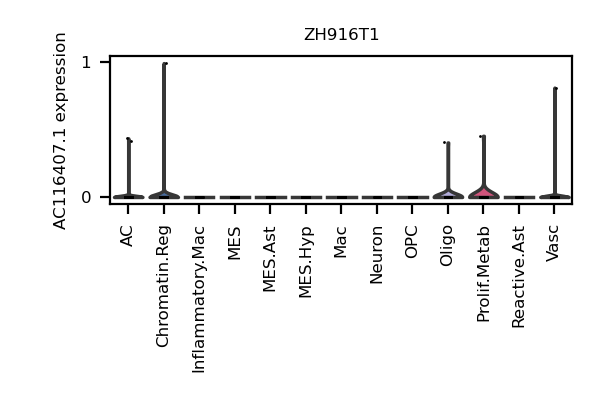 ZH916T1
AC116407.1 expression
1
0
AC
Chromatin.Reg
Inflammatory.Mac
MES
MES.Ast
MES.Hyp
Mac
Neuron
OPC
Oligo
Prolif.Metab
Reactive.Ast
Vasc